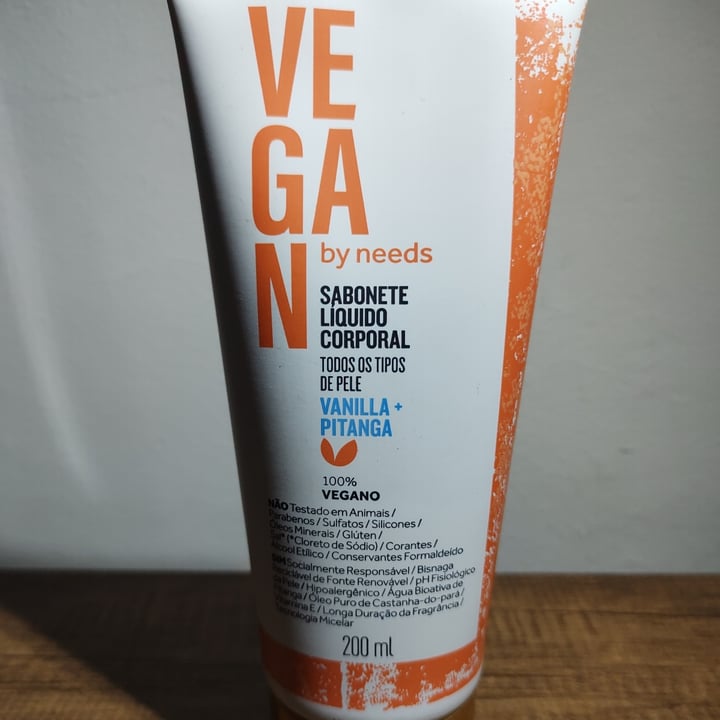 VE
GA
N
by needs
SABONETE
LÍQUIDO
CORPORAL
TODOS OS TIPOS
DE PELE
VANILLA +
PITANGA
100%
VEGANO
NÃO Testado em Animais /
Parabenos / Sulfatos / Silicones /
Óleos Minerais / Glúten /
Sal* (*Cloreto de Sódio) / Corantes /
Álcool Etílico / Conservantes Formaldeído
SIM Socialmente Responsável / Bisnaga
Reciclável de Fonte Renovável / pH Fisiológico
da Pele / Hipoalergênico / Água Bioativa de
Pitanga / Óleo Puro de Castanha-do-pará /
Vitamina E / Longa Duração da Fragrância /
Tecnologia Micelar
200 ml